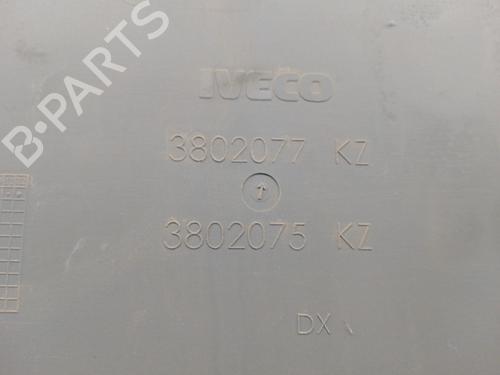 B-PARTS
IVECO
3802077 KZ
3802075 KZ
DX